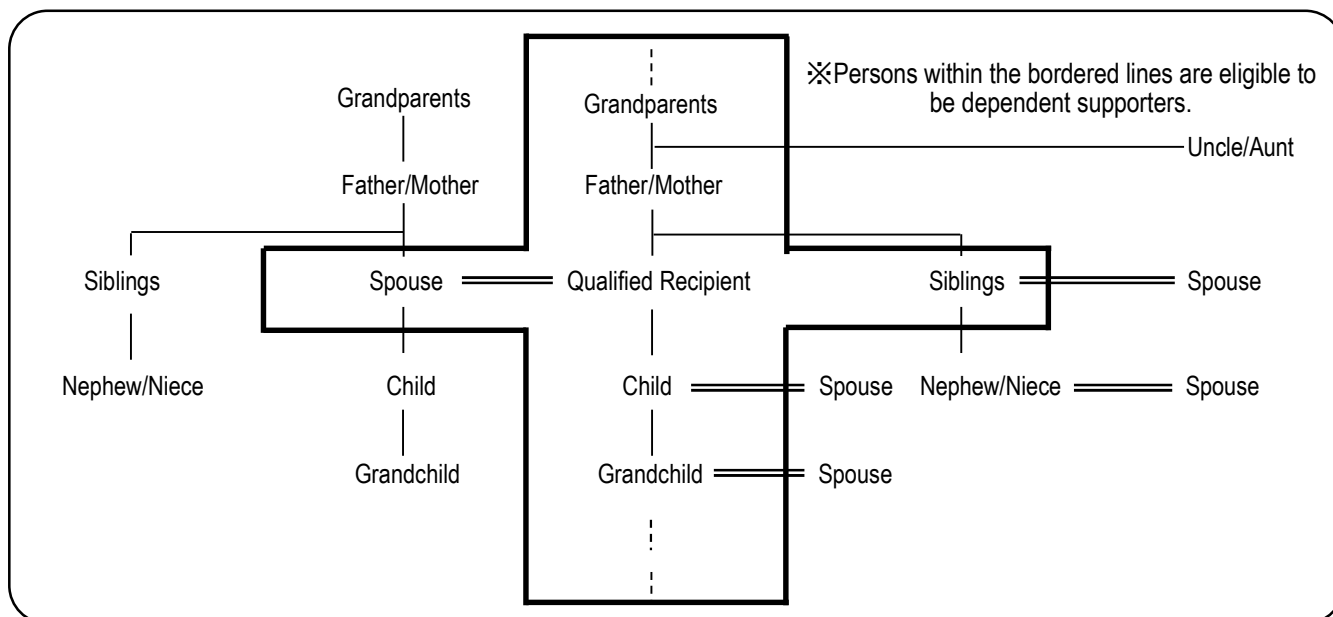 ※Persons within the bordered lines are eligible to
be dependent supporters.
Grandparents
Grandparents
Uncle/Aunt
Father/Mother
Father/Mother
Siblings
Spouse
Qualified Recipient
Siblings
Spouse
Nephew/Niece
Child
Child
Spouse
Nephew/Niece
Spouse
Grandchild
Grandchild
Spouse